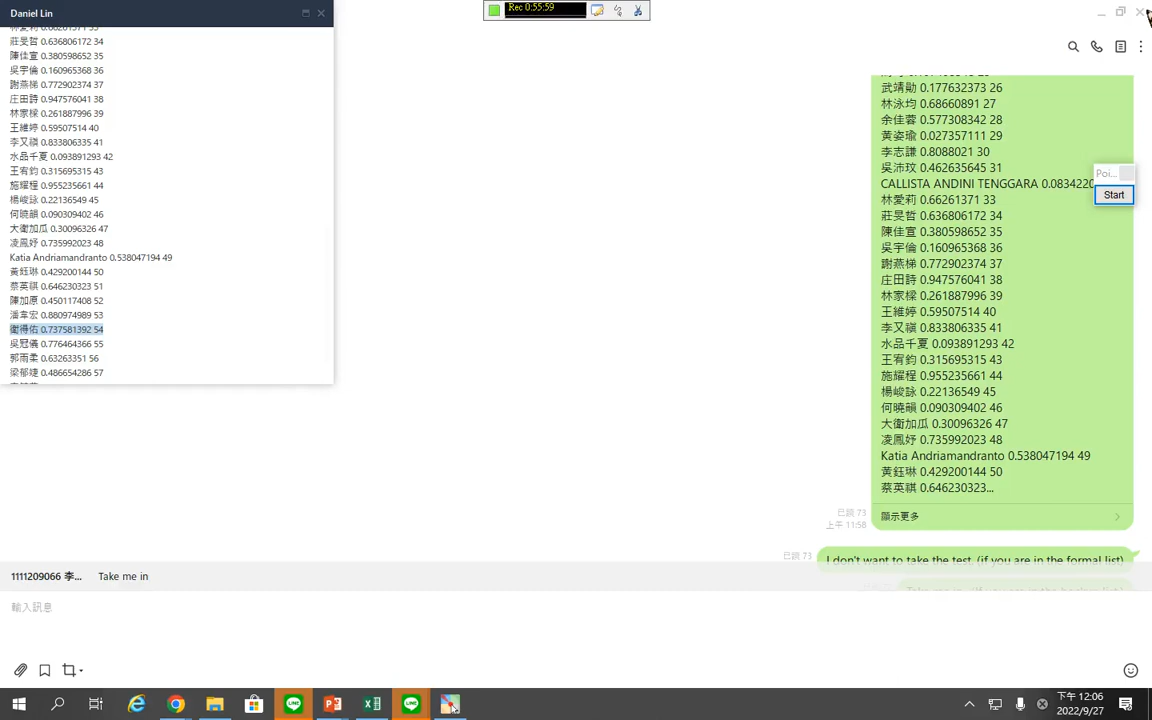 Rec 0:55:59
Daniel Lin
林愛莉 0.66261371 33
莊旻哲 0.636806172 34
陳佳宣 0.380598652 35
吳宇倫 0.160965368 36
謝燕梯 0.772902374 37
庄田詩 0.947576041 38
林家樑 0.261887996 39
王維婷 0.59507514 40
李又禛 0.833806335 41
水品千夏 0.093891293 42
王宥鈞 0.315695315 43
施耀程 0.955235661 44
楊峻詠 0.22136549 45
何曉韻 0.090309402 46
大衛加瓜 0.30096326 47
凌鳳妤 0.735992023 48
Katia Andriamandranto 0.538047194 49
黃鈺琳 0.429200144 50
蔡英祺 0.646230323 51
陳加原 0.450117408 52
潘韋宏 0.880974989 53
衛得佑 0.737581392 54
吳冠儀 0.776464366 55
郭雨柔 0.63263351 56
梁郁婕 0.486654286 57
武靖勛 0.177632373 26
林泳均 0.68660891 27
余佳蓉 0.577308342 28
黃姿瑜 0.027357111 29
李志謙 0.8088021 30
吳沛玟 0.462635645 31
CALLISTA ANDINI TENGGARA 0.0834220
林愛莉 0.66261371 33
莊旻哲 0.636806172 34
陳佳宣 0.380598652 35
吳宇倫 0.160965368 36
謝燕梯 0.772902374 37
庄田詩 0.947576041 38
林家樑 0.261887996 39
王維婷 0.59507514 40
李又禛 0.833806335 41
水品千夏 0.093891293 42
王宥鈞 0.315695315 43
施耀程 0.955235661 44
楊峻詠 0.22136549 45
何曉韻 0.090309402 46
大衛加瓜 0.30096326 47
凌鳳妤 0.735992023 48
Katia Andriamandranto 0.538047194 49
黃鈺琳 0.429200144 50
蔡英祺 0.646230323...
顯示更多
已讀 73
上午 11:58
Poi...
Start
已讀 73
I don't want to take the test. (if you are in the formal list)
1111209066 李... Take me in
輸入訊息
下午 12:06
2022/9/27